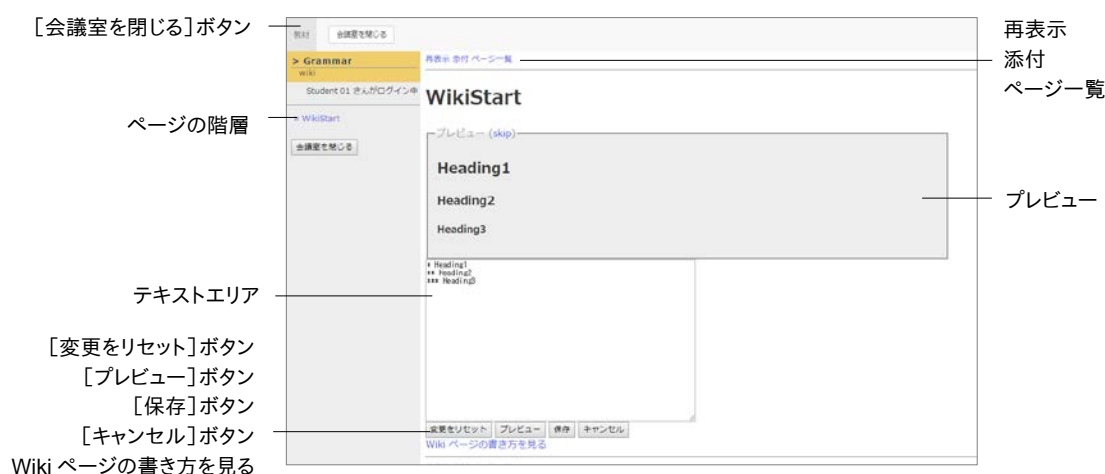 [会議室を閉じる]ボタン
ページの階層
テキストエリア
[変更をリセット]ボタン
[プレビュー]ボタン
[保存]ボタン
[キャンセル]ボタン
Wiki ページの書き方を見る
教材 会議室を閉じる
> Grammar
wiki
Student 01 さんがログイン中
» WikiStart
会議室を閉じる
再表示 添付 ページ一覧
WikiStart
プレビュー (skip)
Heading1
Heading2
Heading3
* Heading1
** Heading2
*** Heading3
変更をリセット プレビュー 保存 キャンセル
Wiki ページの書き方を見る
再表示
添付
ページ一覧
プレビュー